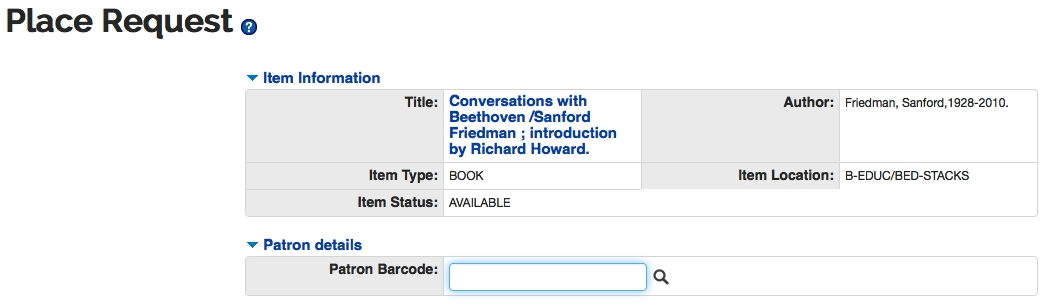 Place Request ?
Item Information
Title: Conversations with
Beethoven /Sanford
Friedman ; introduction
by Richard Howard.
Author: Friedman, Sanford,1928-2010.
Item Type: BOOK
Item Location: B-EDUC/BED-STACKS
Item Status: AVAILABLE
Patron details
Patron Barcode: